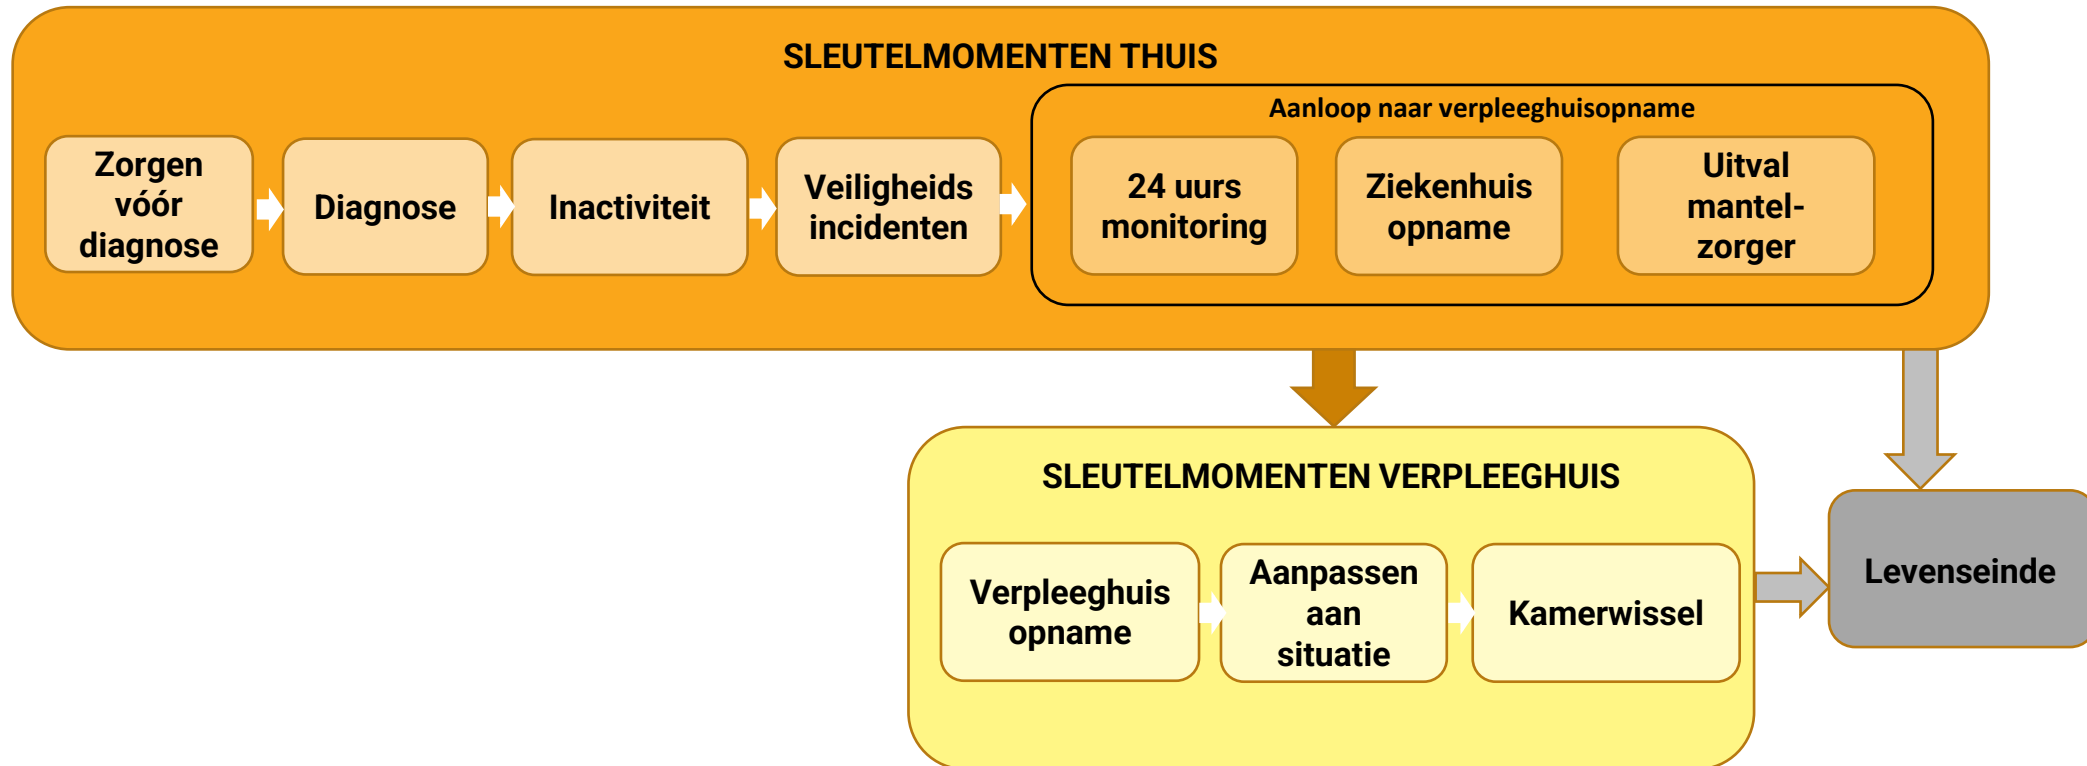 SLEUTELMOMENTEN THUIS
Aanloop naar verpleeghuisopname
Zorgen
vóór
diagnose
Diagnose
Inactiviteit
Veiligheids
incidenten
24 uurs
monitoring
Ziekenhuis
opname
Uitval
mantel-
zorger
SLEUTELMOMENTEN VERPLEEGHUIS
Verpleeghuis
opname
Aanpassen
aan
situatie
Kamerwissel
Levenseinde